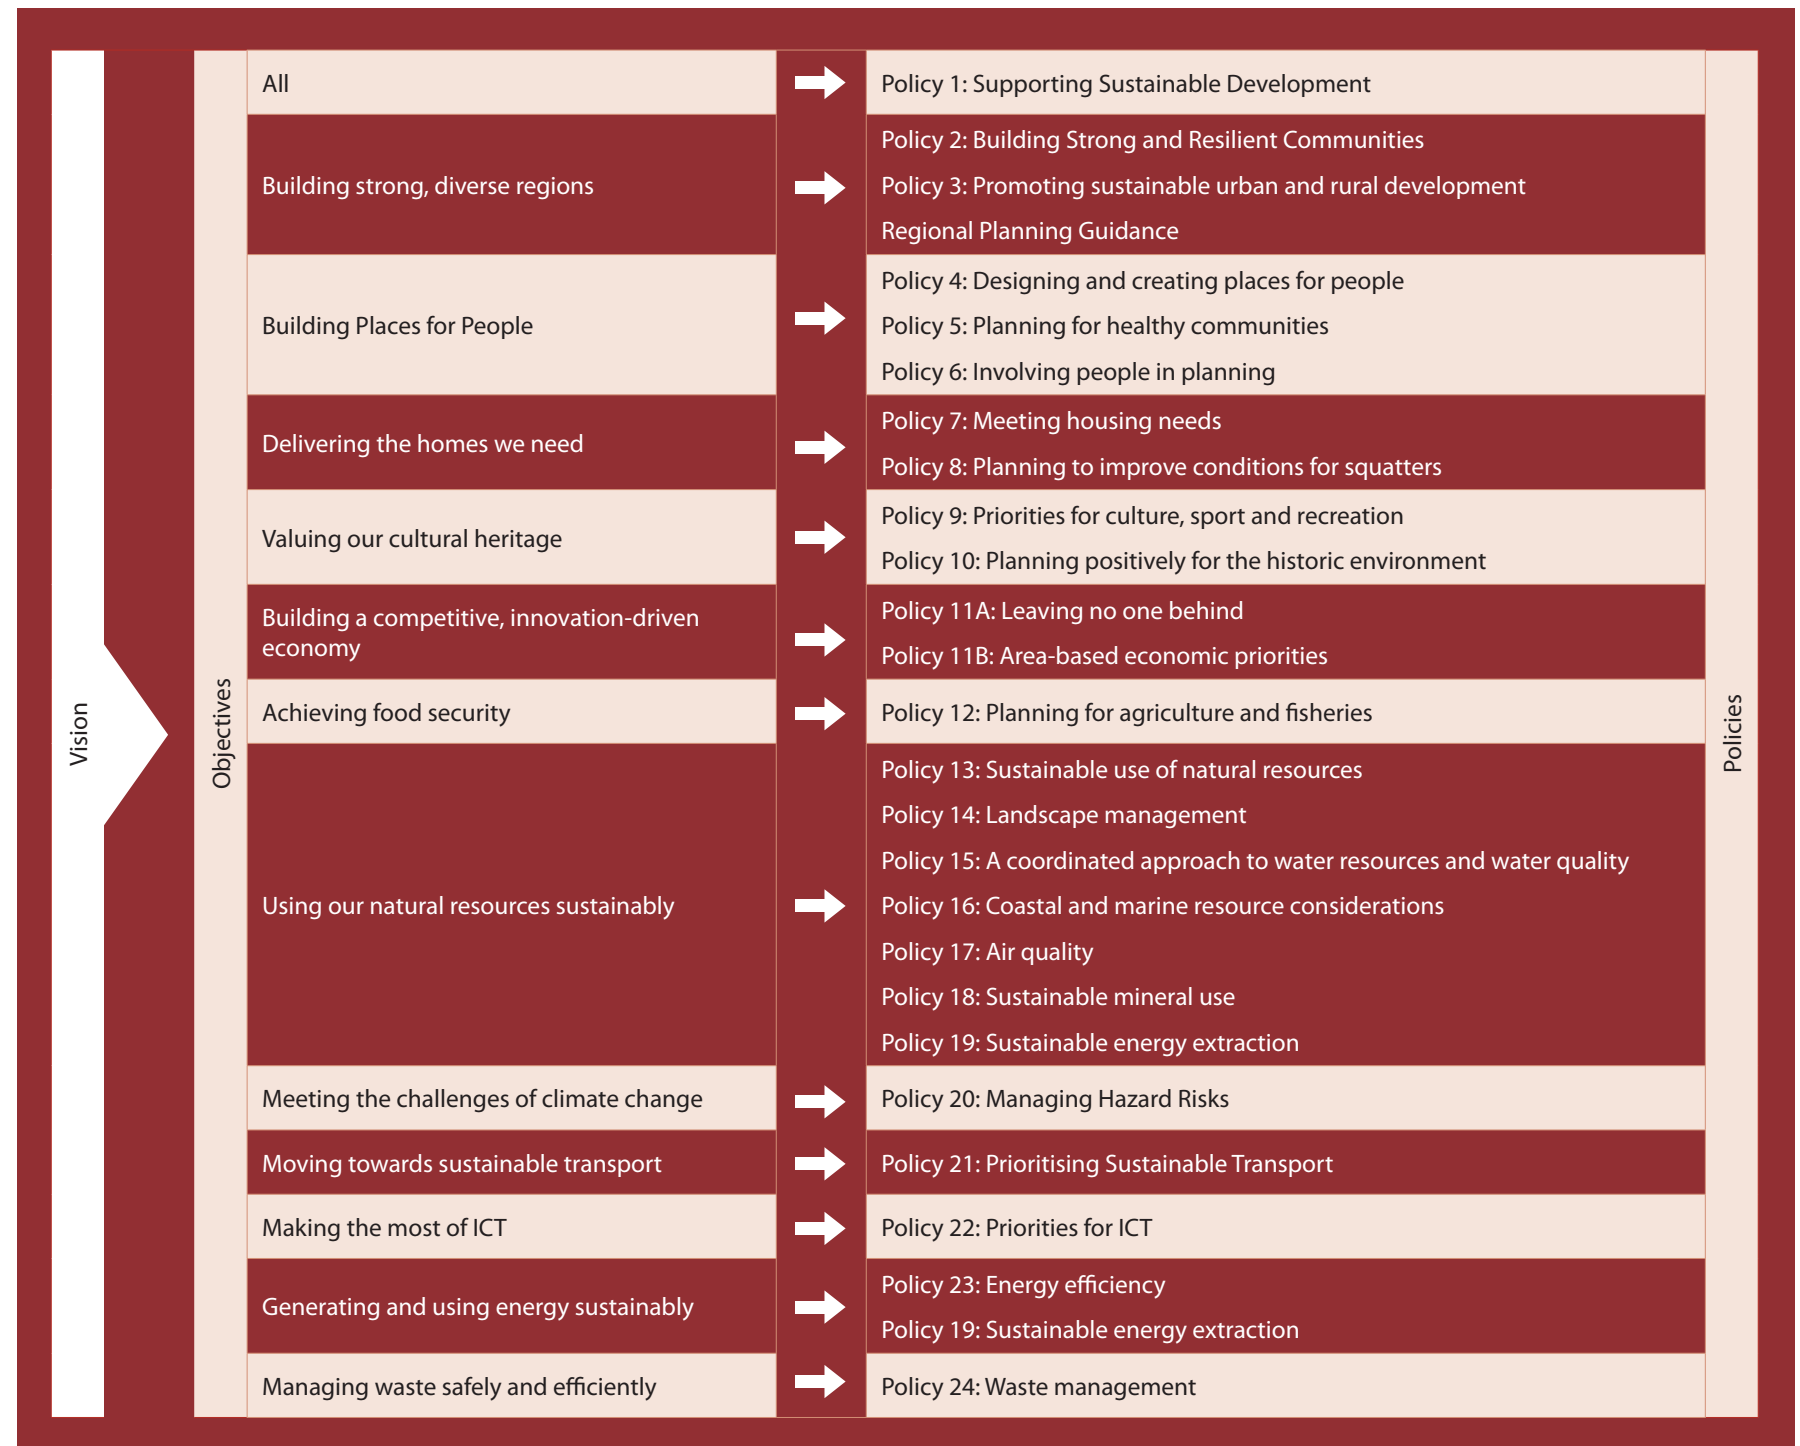 Vision
Objectives
All
Policy 1: Supporting Sustainable Development
Building strong, diverse regions
Policy 2: Building Strong and Resilient Communities
Policy 3: Promoting sustainable urban and rural development
Regional Planning Guidance
Building Places for People
Policy 4: Designing and creating places for people
Policy 5: Planning for healthy communities
Policy 6: Involving people in planning
Delivering the homes we need
Policy 7: Meeting housing needs
Policy 8: Planning to improve conditions for squatters
Valuing our cultural heritage
Policy 9: Priorities for culture, sport and recreation
Policy 10: Planning positively for the historic environment
Building a competitive, innovation-driven
economy
Policy 11A: Leaving no one behind
Policy 11B: Area-based economic priorities
Achieving food security
Policy 12: Planning for agriculture and fisheries
Using our natural resources sustainably
Policy 13: Sustainable use of natural resources
Policy 14: Landscape management
Policy 15: A coordinated approach to water resources and water quality
Policy 16: Coastal and marine resource considerations
Policy 17: Air quality
Policy 18: Sustainable mineral use
Policy 19: Sustainable energy extraction
Meeting the challenges of climate change
Policy 20: Managing Hazard Risks
Moving towards sustainable transport
Policy 21: Prioritising Sustainable Transport
Making the most of ICT
Policy 22: Priorities for ICT
Generating and using energy sustainably
Policy 23: Energy efficiency
Policy 19: Sustainable energy extraction
Managing waste safely and efficiently
Policy 24: Waste management
Policies